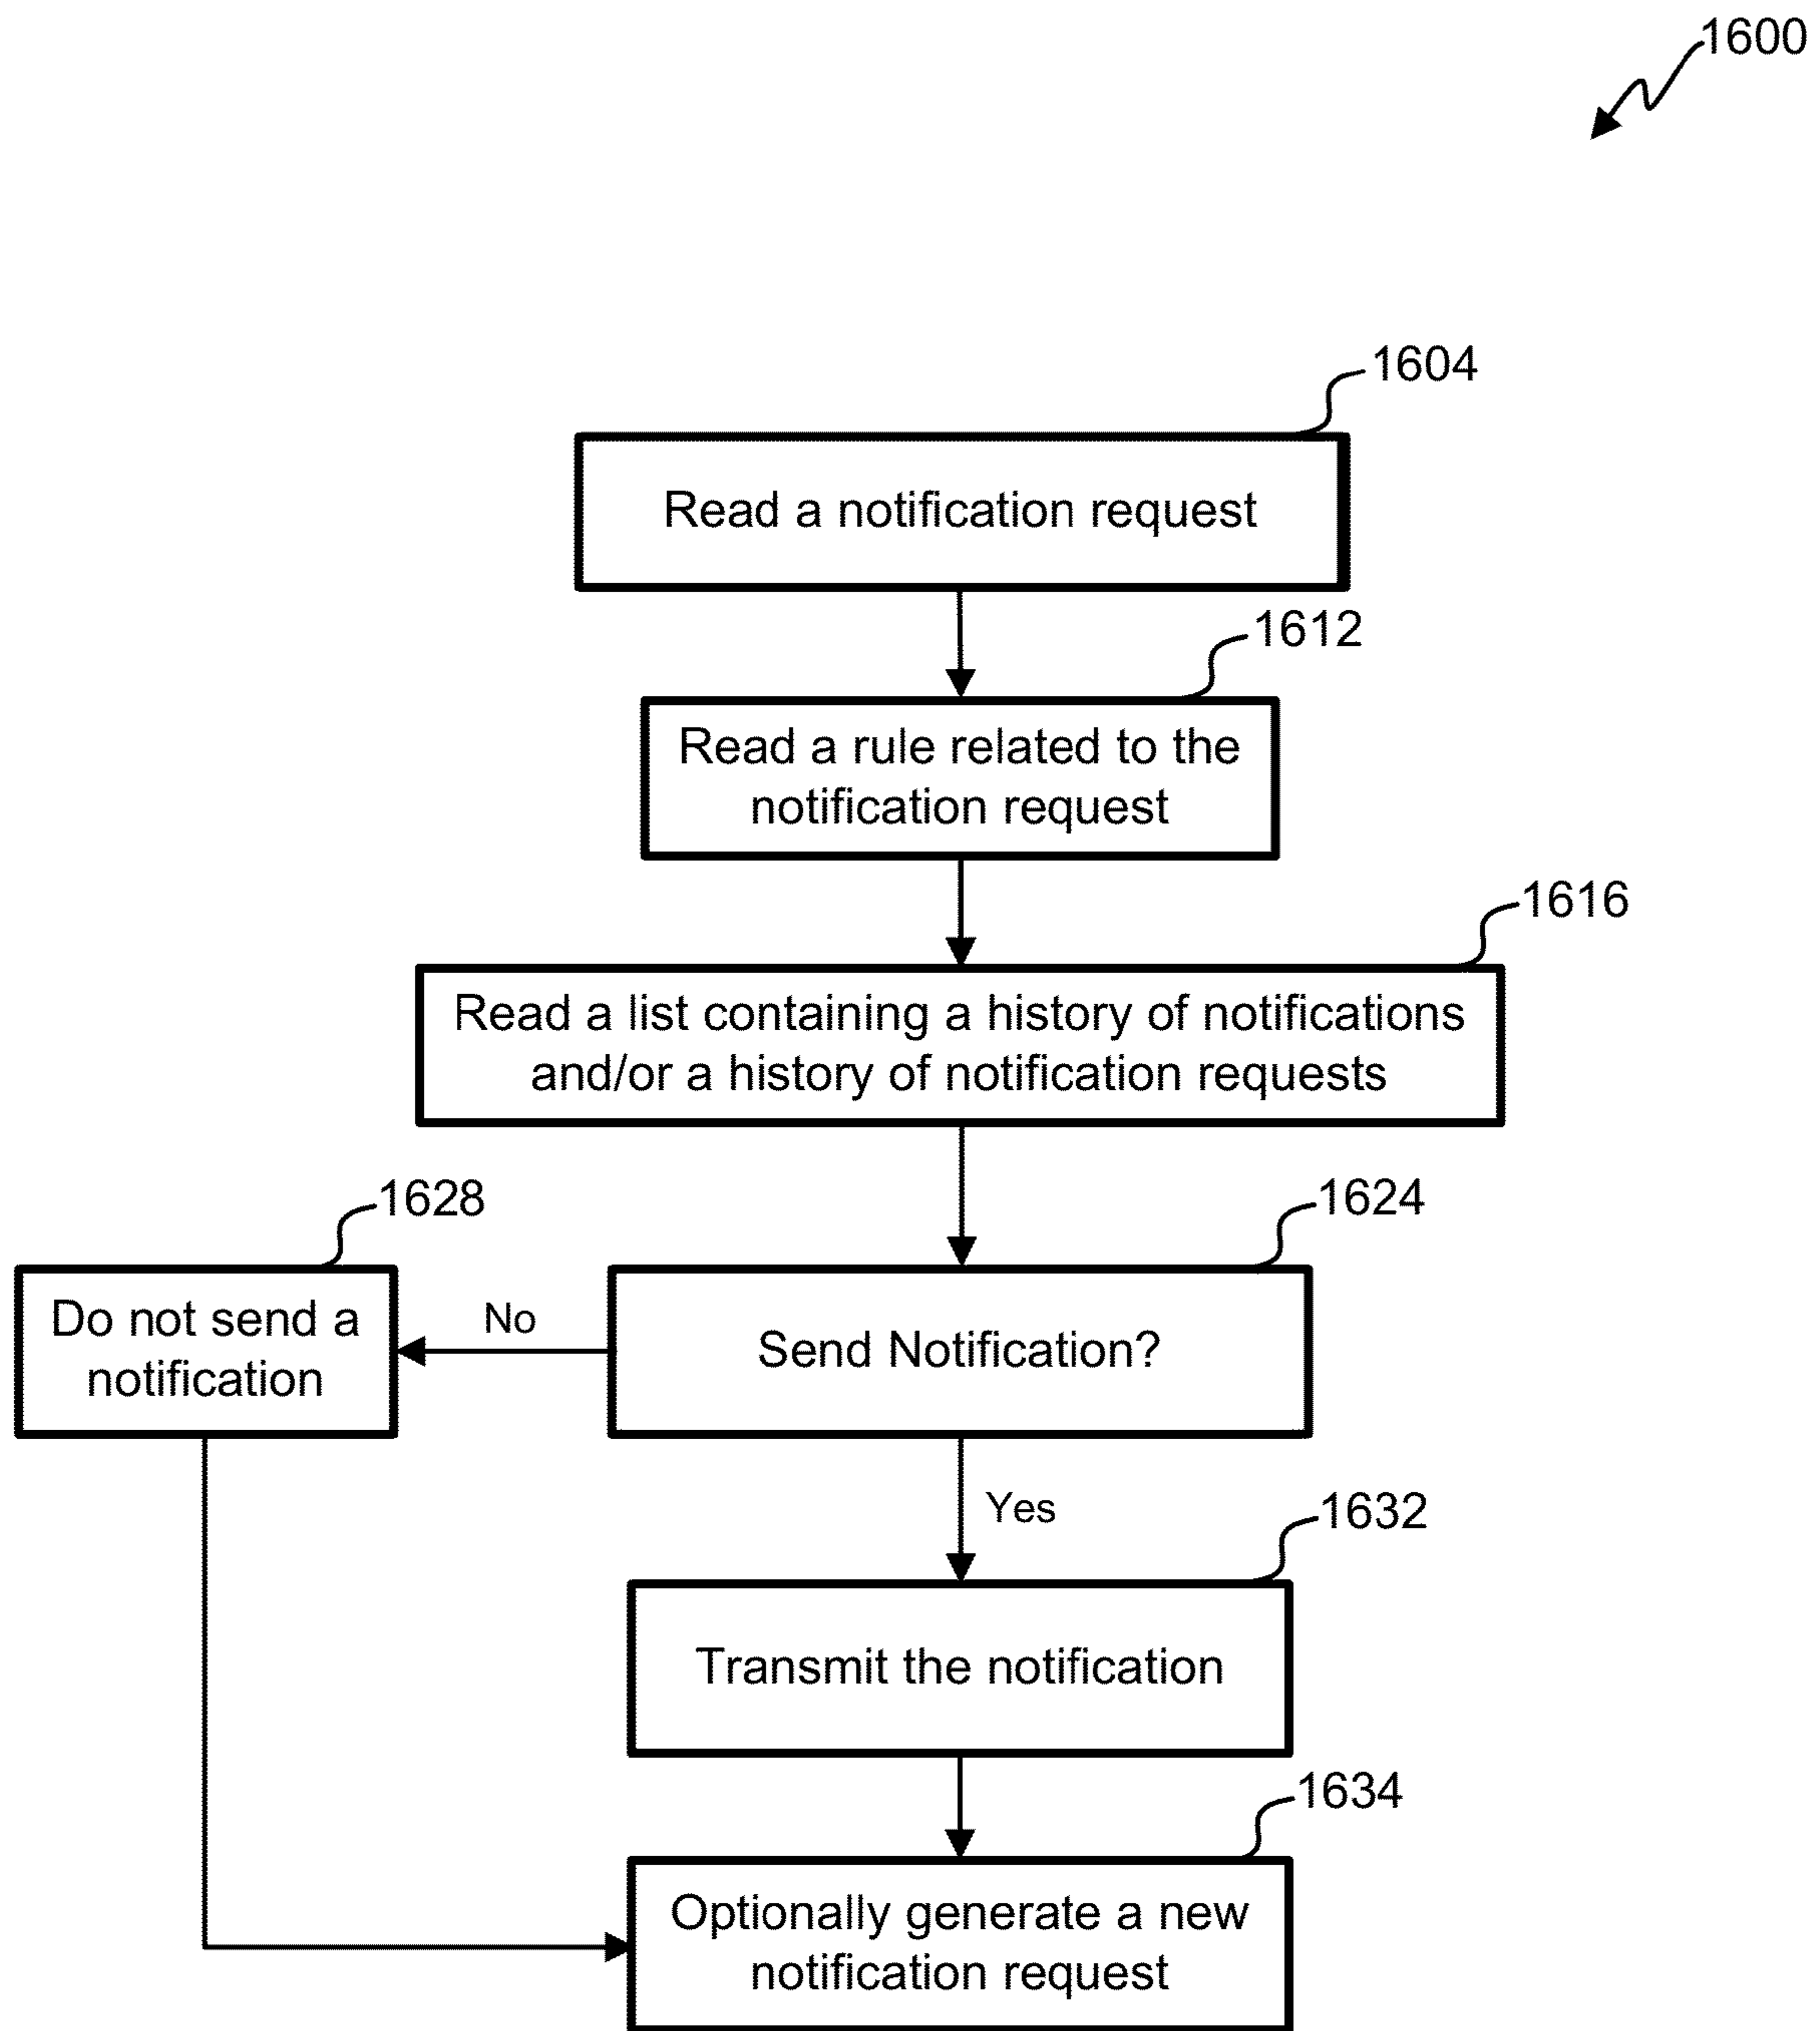 1600
1604
Read a notification request
1612
Read a rule related to the
notification request
1616
Read a list containing a history of notifications
and/or a history of notification requests
1628
1624
Do not send a
notification
No
Send Notification?
Yes
1632
Transmit the notification
1634
Optionally generate a new
notification request